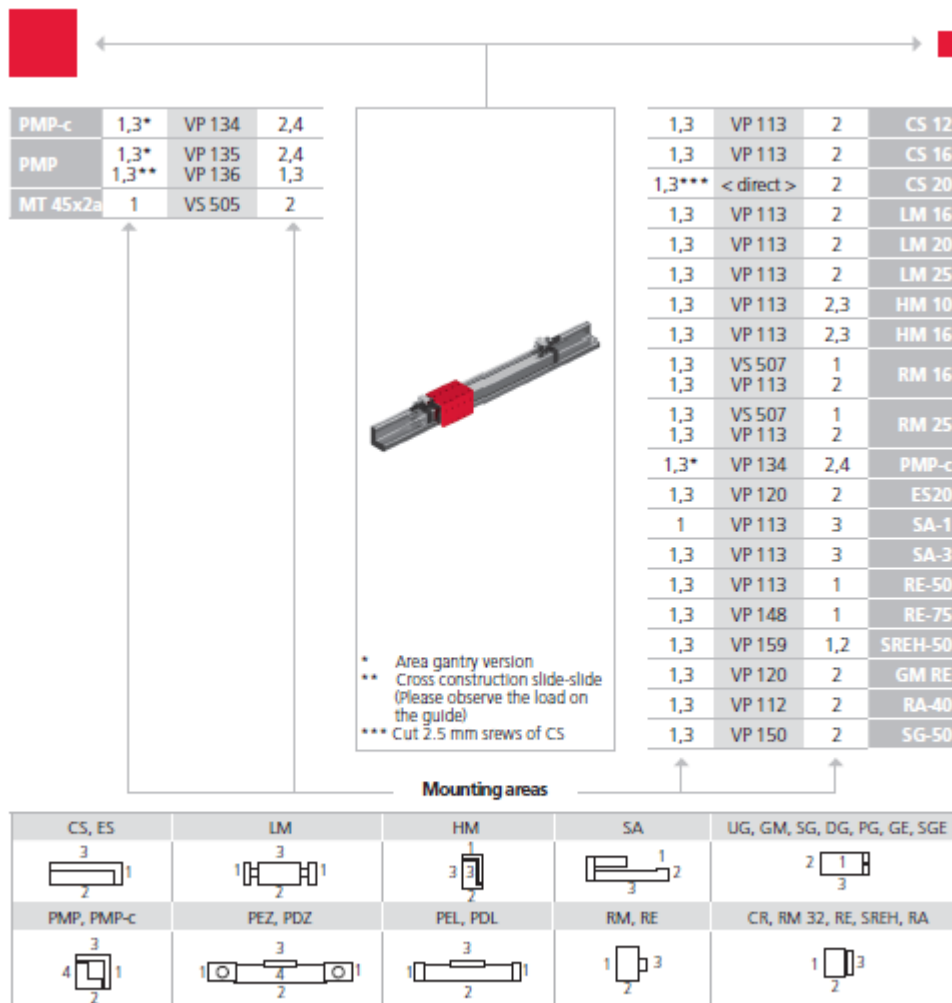 PMP-c 1,3* VP 134 2,4
PMP 1,3* VP 135 2,4
1,3** VP 136 1,3
MT 45x2a 1 VS 505 2
* Area gantry version
** Cross construction slide-slide
(Please observe the load on
the guide)
*** Cut 2.5 mm srews of CS
1,3 VP 113 2 CS 12
1,3 VP 113 2 CS 16
1,3*** < direct > 2 CS 20
1,3 VP 113 2 LM 16
1,3 VP 113 2 LM 20
1,3 VP 113 2 LM 25
1,3 VP 113 2,3 HM 10
1,3 VP 113 2,3 HM 16
1,3 VS 507 1 RM 16
1,3 VP 113 2
1,3 VS 507 1 RM 25
1,3 VP 113 2
1,3* VP 134 2,4 PMP-c
1,3 VP 120 2 ES20
1 VP 113 3 SA-1
1,3 VP 113 3 SA-3
1,3 VP 113 1 RE-50
1,3 VP 148 1 RE-75
1,3 VP 159 1,2 SREH-50
1,3 VP 120 2 GM RE
1,3 VP 112 2 RA-40
1,3 VP 150 2 SG-50
Mounting areas
CS, ES LM HM SA UG, GM, SG, DG, PG, GE, SGE
3 3 1 1 2 1
1 1 1 3 3 2 3
2 2 2 3
PMP, PMP-c PEZ, PDZ PEL, PDL RM, RE CR, RM 32, RE, SREH, RA
3 3 3
4 1 1 4 1 1 1 1 3 1 3
2 2 2 2 2